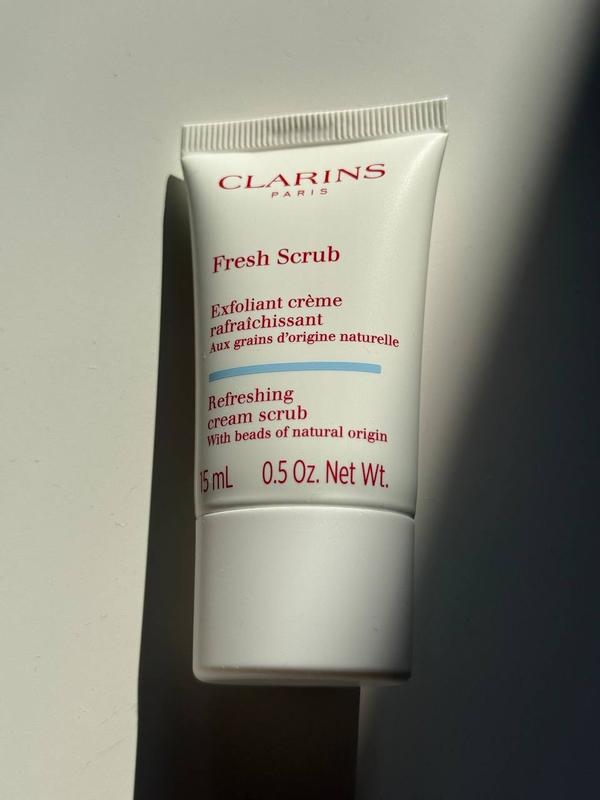 CLARINS
PARIS
Fresh Scrub
Exfoliant crème
rafraîchissant
Aux grains d'origine naturelle
Refreshing
cream scrub
With beads of natural origin
15 mL 0.5 Oz. Net Wt.